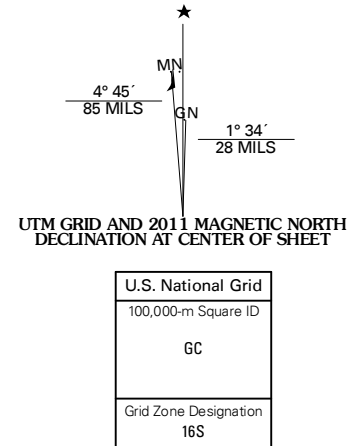 MN
4° 45´
85 MILS
GN
1° 34´
28 MILS
UTM GRID AND 2011 MAGNETIC NORTH
DECLINATION AT CENTER OF SHEET
U.S. National Grid
100,000-m Square ID
GC
Grid Zone Designation
16S